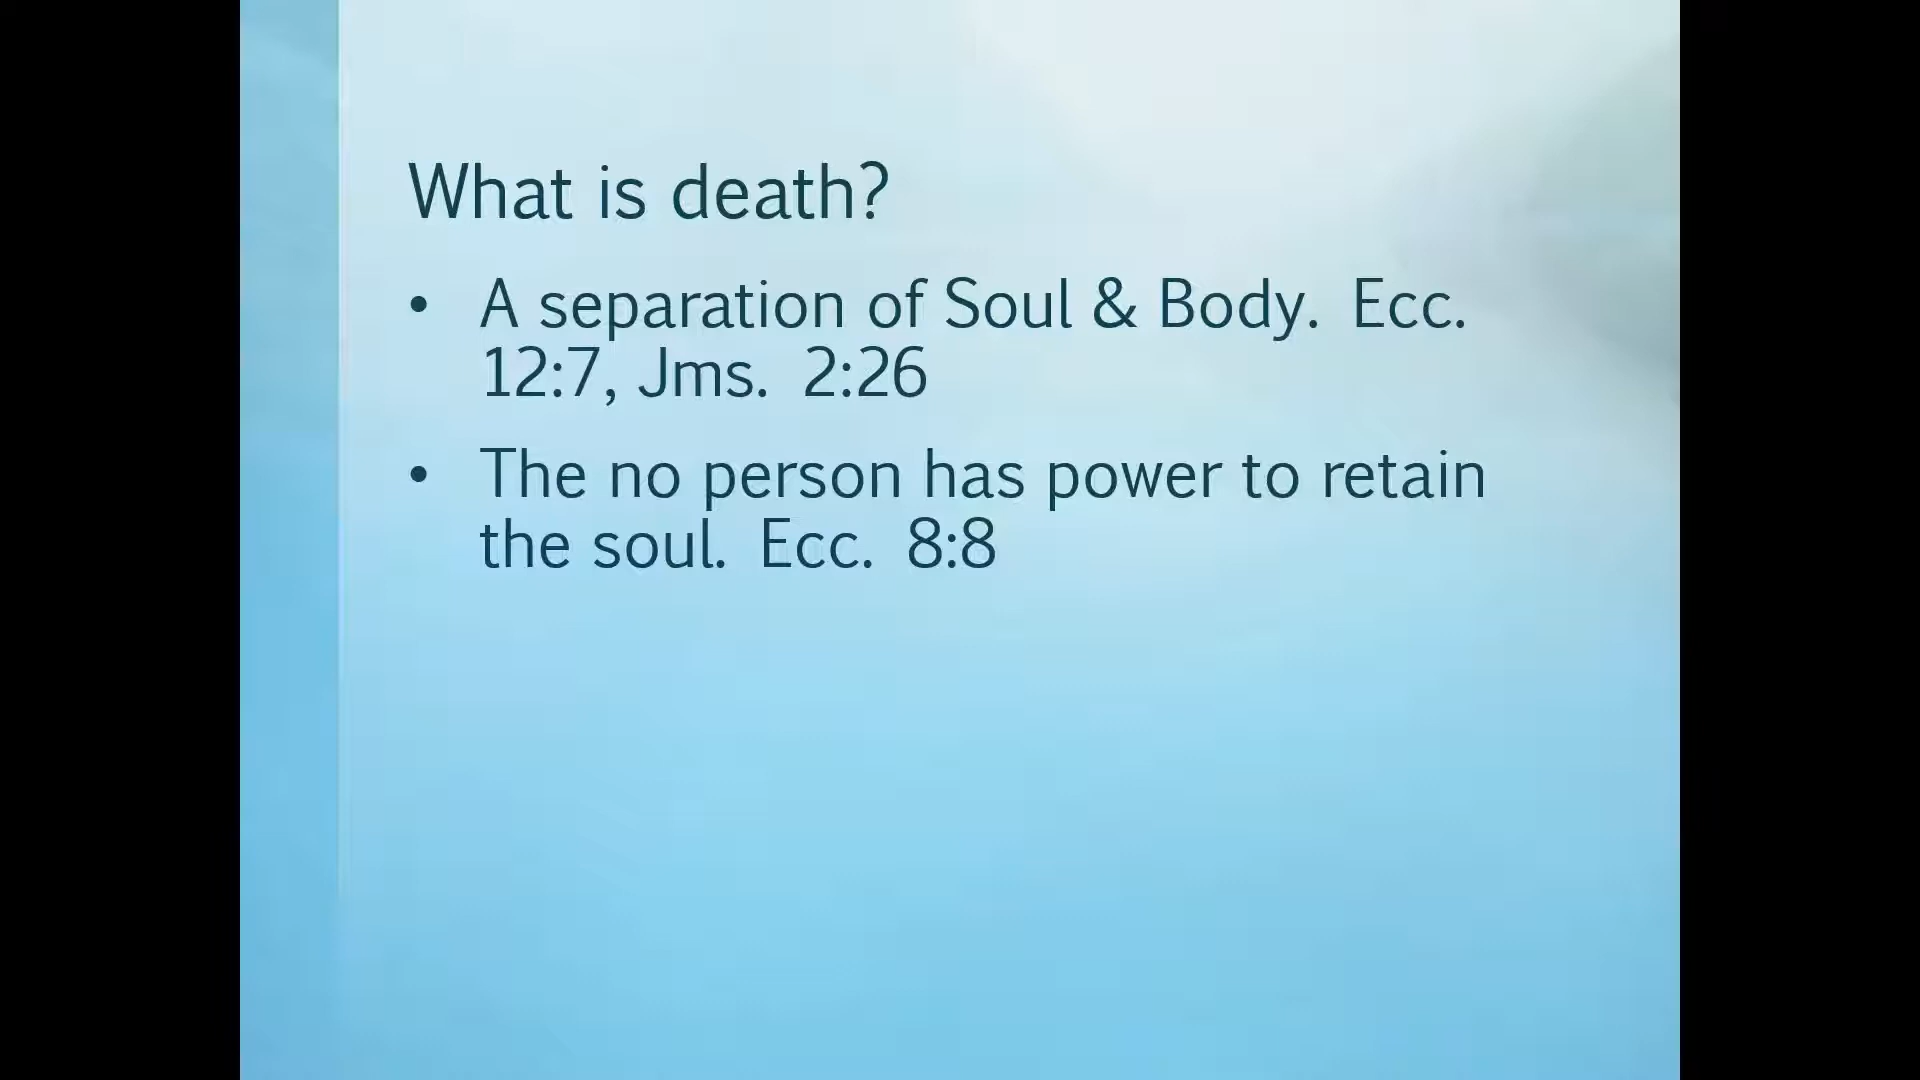 What is death?
• A separation of Soul & Body. Ecc.
12:7, Jms. 2:26
• The no person has power to retain
the soul. Ecc. 8:8